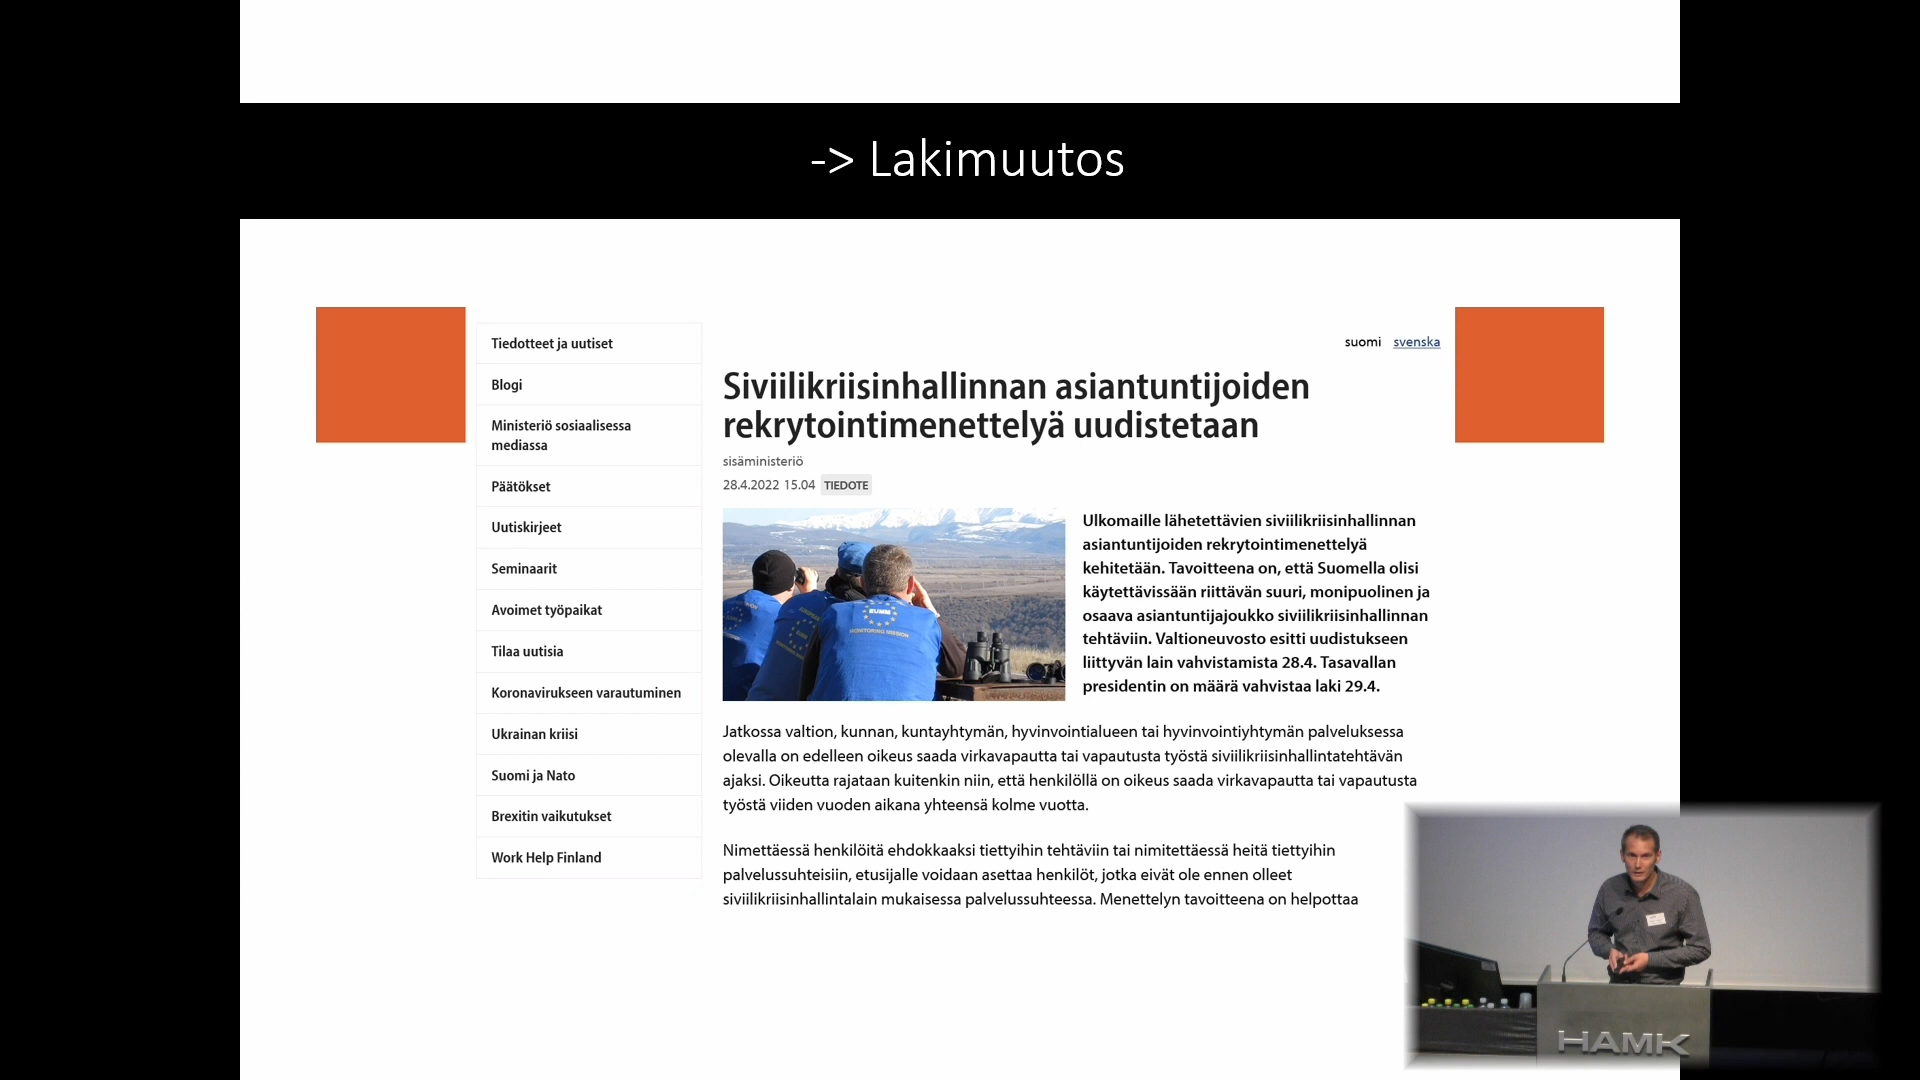 -> Lakimuutos
Tiedotteet ja uutiset
Blogi
Ministeriö sosiaalisessa
mediassa
Päätökset
Uutiskirjeet
Seminaarit
Avoimet työpaikat
Tilaa uutisia
Koronavirukseen varautuminen
Ukrainan kriisi
Suomi ja Nato
Brexitin vaikutukset
Work Help Finland
suomi svenska
Siviilikriisinhallinnan asiantuntijoiden
rekrytointimenettelyä uudistetaan
sisäministeriö
28.4.2022 15.04 TIEDOTE
EUMM
MONITORING MISSION
Ulkomaille lähetettävien siviilikriisinhallinnan
asiantuntijoiden rekrytointimenettelyä
kehitetään. Tavoitteena on, että Suomella olisi
käytettävissään riittävän suuri, monipuolinen ja
osaava asiantuntijajoukko siviilikriisinhallinnan
tehtäviin. Valtioneuvosto esitti uudistukseen
liittyvän lain vahvistamista 28.4. Tasavallan
presidentin on määrä vahvistaa laki 29.4.
Jatkossa valtion, kunnan, kuntayhtymän, hyvinvointialueen tai hyvinvointiyhtymän palveluksessa
olevalla on edelleen oikeus saada virkavapautta tai vapautusta työstä siviilikriisinhallintatehtävän
ajaksi. Oikeutta rajataan kuitenkin niin, että henkilöllä on oikeus saada virkavapautta tai vapautusta
työstä viiden vuoden aikana yhteensä kolme vuotta.
Nimettäessä henkilöitä ehdokkaaksi tiettyihin tehtäviin tai nimitettäessä heitä tiettyihin
palvelussuhteisiin, etusijalle voidaan asettaa henkilöt, jotka eivät ole ennen olleet
siviilikriisinhallintalain mukaisessa palvelussuhteessa. Menettelyn tavoitteena on helpottaa
HAMK